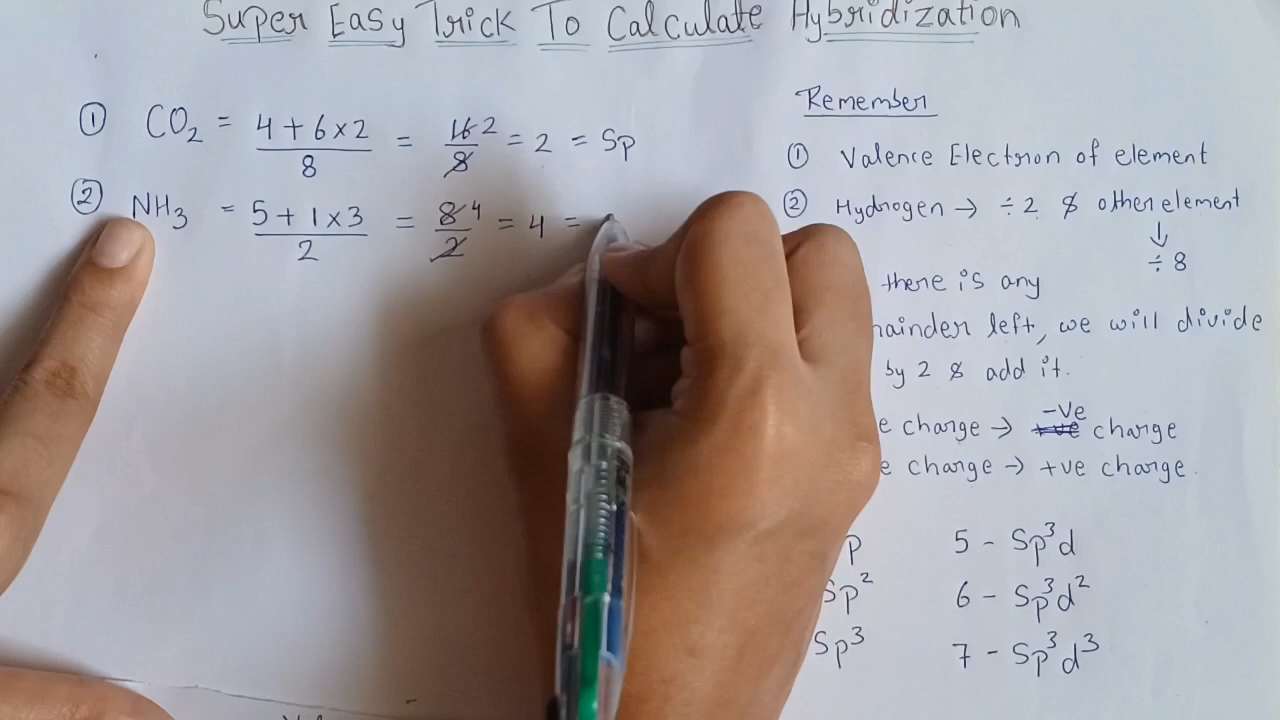 Super Easy Trick To Calculate Hybridization
① CO₂ = 4+6×2/8 = 16/8 2 = 2 = Sp
② NH₃ = 5+1×3/2 = 8/2 4 = 4 =
Remember
① Valence Electron of element
② Hydrogen → ÷2 & other element
↓
÷ 8
there is any
left, we will divide
by 2 & add it.
-Ve
charge → +ve charge
charge → +ve charge
p 5 - Sp³d
Sp² 6 - Sp³d²
Sp³ 7 - Sp³d³